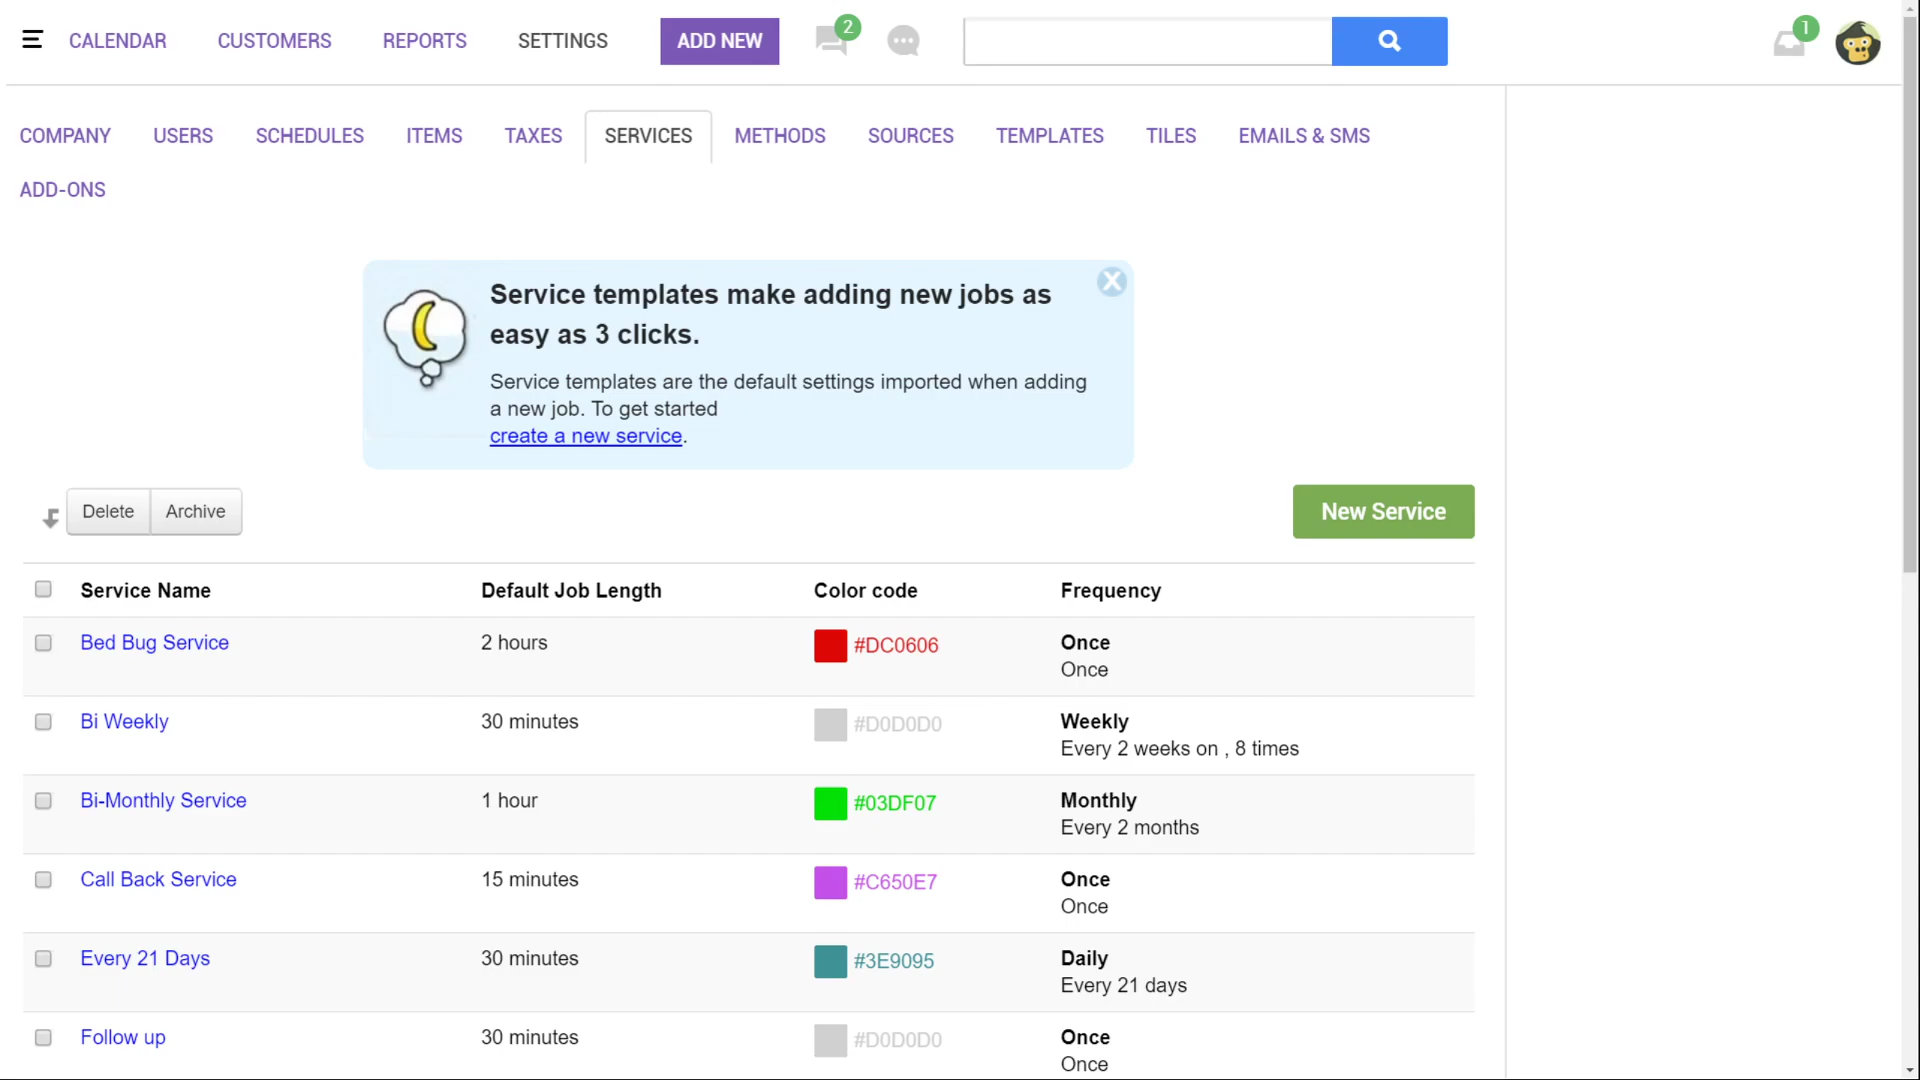 CALENDAR CUSTOMERS REPORTS SETTINGS ADD NEW 2 1
COMPANY USERS SCHEDULES ITEMS TAXES SERVICES METHODS SOURCES TEMPLATES TILES EMAILS & SMS
ADD-ONS
Service templates make adding new jobs as
easy as 3 clicks.
Service templates are the default settings imported when adding
a new job. To get started
create a new service.
Delete Archive New Service
Service Name Default Job Length Color code Frequency
Bed Bug Service 2 hours #DC0606 Once
Once
Bi Weekly 30 minutes #D0D0D0 Weekly
Every 2 weeks on , 8 times
Bi-Monthly Service 1 hour #03DF07 Monthly
Every 2 months
Call Back Service 15 minutes #C650E7 Once
Once
Every 21 Days 30 minutes #3E9095 Daily
Every 21 days
Follow up 30 minutes #D0D0D0 Once
Once